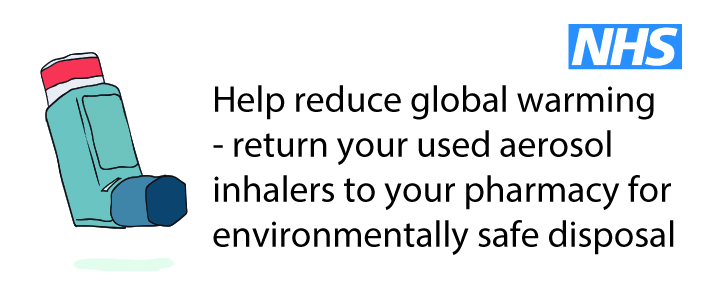 NHS
Help reduce global warming
- return your used aerosol
inhalers to your pharmacy for
environmentally safe disposal